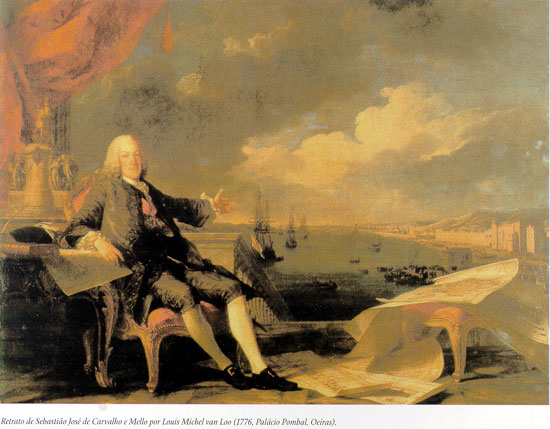 Retrato de Sebastião José de Carvalho e Mello por Louis Michel van Loo (1776, Palácio Pombal, Oeiras).